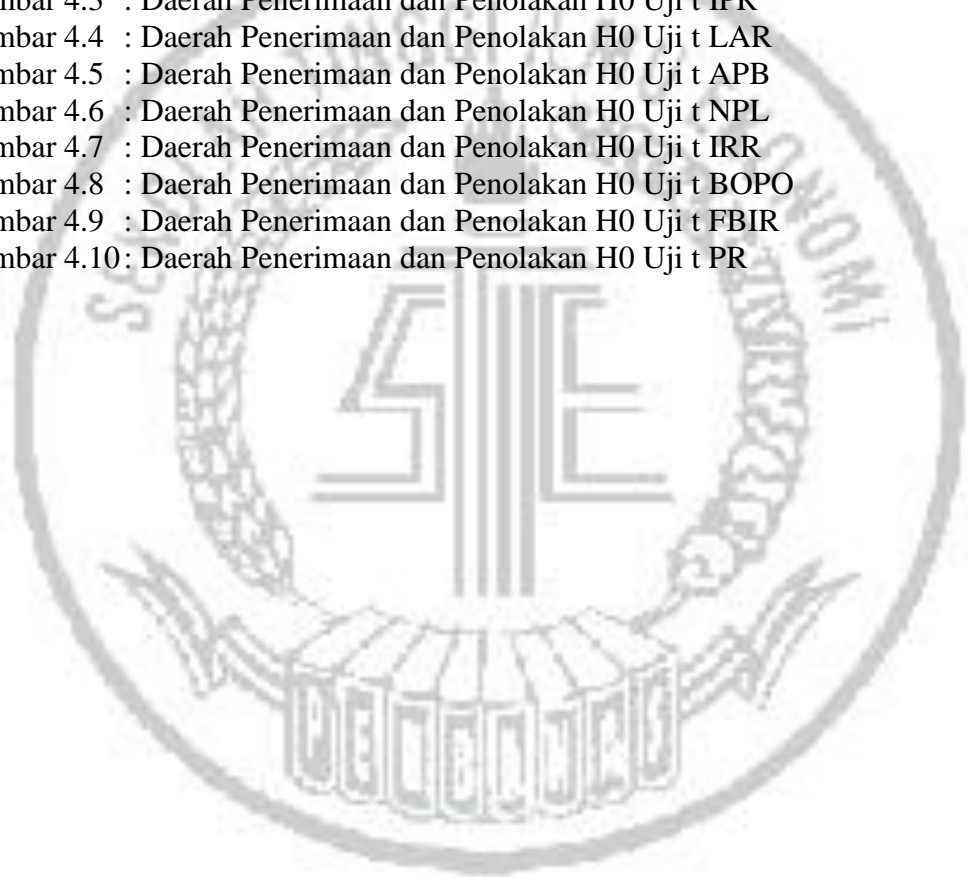 mbar 4.3 : Daerah Penerimaan dan Penolakan H0 Uji t IPR
mbar 4.4 : Daerah Penerimaan dan Penolakan H0 Uji t LAR
mbar 4.5 : Daerah Penerimaan dan Penolakan H0 Uji t APB
mbar 4.6 : Daerah Penerimaan dan Penolakan H0 Uji t NPL
mbar 4.7 : Daerah Penerimaan dan Penolakan H0 Uji t IRR
mbar 4.8 : Daerah Penerimaan dan Penolakan H0 Uji t BOPO
mbar 4.9 : Daerah Penerimaan dan Penolakan H0 Uji t FBIR
mbar 4.10 : Daerah Penerimaan dan Penolakan H0 Uji t PR